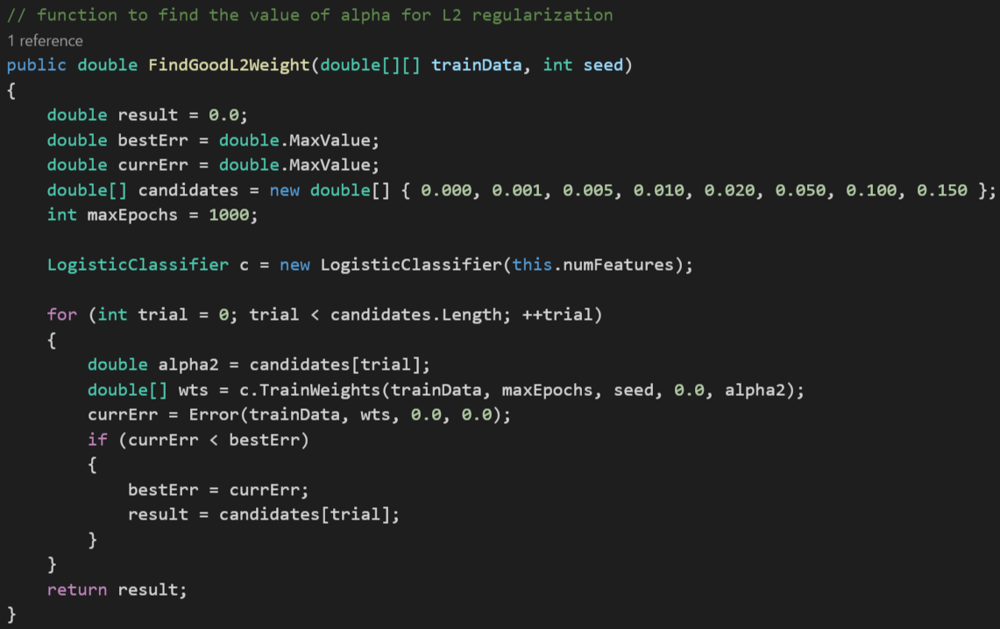 // function to find the value of alpha for L2 regularization
1 reference
public double FindGoodL2Weight(double[][] trainData, int seed)
{
    double result = 0.0;
    double bestErr = double.MaxValue;
    double currErr = double.MaxValue;
    double[] candidates = new double[] { 0.000, 0.001, 0.005, 0.010, 0.020, 0.050, 0.100, 0.150 };
    int maxEpochs = 1000;

    LogisticClassifier c = new LogisticClassifier(this.numFeatures);

    for (int trial = 0; trial < candidates.Length; ++trial)
    {
        double alpha2 = candidates[trial];
        double[] wts = c.TrainWeights(trainData, maxEpochs, seed, 0.0, alpha2);
        currErr = Error(trainData, wts, 0.0, 0.0);
        if (currErr < bestErr)
        {
            bestErr = currErr;
            result = candidates[trial];
        }
    }
    return result;
}